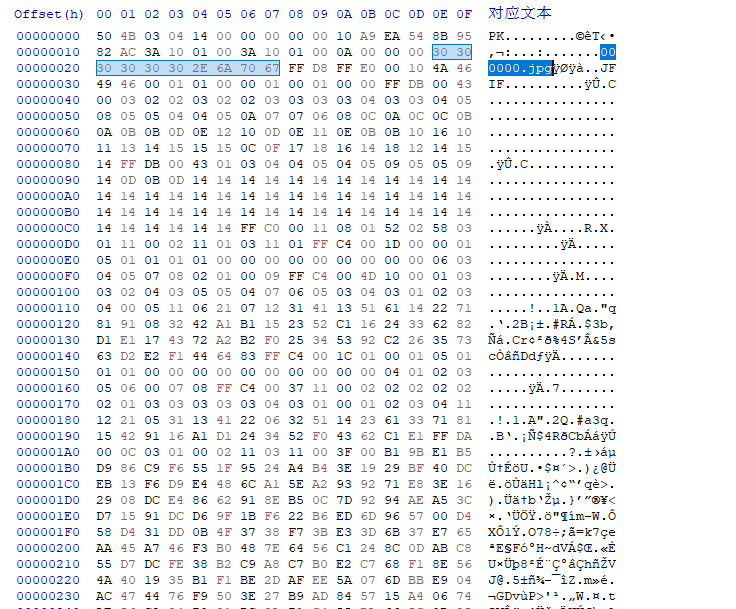 Offset(h) 00 01 02 03 04 05 06 07 08 09 0A 0B 0C 0D 0E 0F 对应文本
00000000 50 4B 03 04 14 00 00 00 00 00 10 A9 EA 54 8B 95 PK.........©êT‹•
00000010 82 AC 3A 10 01 00 3A 10 01 00 0A 00 00 00 30 30 ‚¬:...:.......00
00000020 30 30 30 30 2E 6A 70 67 FF D8 FF E0 00 10 4A 46 0000.jpgÿØÿà..JF
00000030 49 46 00 01 01 00 00 01 00 01 00 00 FF DB 00 43 IF..........ÿÛ.C
00000040 00 03 02 02 03 02 02 03 03 03 03 04 03 03 04 05 ................
00000050 08 05 05 04 04 05 0A 07 07 06 08 0C 0A 0C 0C 0B ................
00000060 0A 0B 0B 0D 0E 12 10 0D 0E 11 0E 0B 0B 10 16 10 ................
00000070 11 13 14 15 15 15 0C 0F 17 18 16 14 18 12 14 15 ................
00000080 14 FF DB 00 43 01 03 04 04 05 04 05 09 05 05 09 .ÿÛ.C...........
00000090 14 0D 0B 0D 14 14 14 14 14 14 14 14 14 14 14 14 ................
000000A0 14 14 14 14 14 14 14 14 14 14 14 14 14 14 14 14 ................
000000B0 14 14 14 14 14 14 14 14 14 14 14 14 14 14 14 14 ................
000000C0 14 14 14 14 14 14 FF C0 00 11 08 01 52 02 58 03 ......ÿÀ....R.X.
000000D0 01 11 00 02 11 01 03 11 01 FF C4 00 1D 00 00 01 .........ÿÄ.....
000000E0 05 01 01 01 01 00 00 00 00 00 00 00 00 00 06 03 ................
000000F0 04 05 07 08 02 01 00 09 FF C4 00 4D 10 00 01 03 ........ÿÄ.M....
00000100 03 02 04 03 05 05 04 07 06 05 03 04 03 01 02 03 ................
00000110 04 00 05 11 06 21 07 12 31 41 13 51 61 14 22 71 .....!..1A.Qa."q
00000120 81 91 08 32 42 A1 B1 15 23 52 C1 16 24 33 62 82 .‘.2B¡±.#RÁ.$3b‚
00000130 D1 E1 17 43 72 A2 B2 F0 25 34 53 92 C2 26 35 73 Ñá.Cr¢²ð%4S’Â&5s
00000140 63 D2 E2 F1 44 64 83 FF C4 00 1C 01 00 01 05 01 cÒâñDdƒÿÄ.......
00000150 01 01 00 00 00 00 00 00 00 00 00 00 04 01 02 03 ................
00000160 05 06 00 07 08 FF C4 00 37 11 00 02 02 02 02 02 .....ÿÄ.7.......
00000170 02 01 03 03 03 03 03 04 03 01 00 01 02 03 04 11 ................
00000180 12 21 05 31 13 41 22 06 32 51 14 23 61 33 71 81 .!.1.A".2Q.#a3q.
00000190 15 42 91 16 A1 D1 24 34 52 F0 43 62 C1 E1 FF DA .B‘.¡Ñ$4RðCbÁáÿÚ
000001A0 00 0C 03 01 00 02 11 03 11 00 3F 00 B1 9B E1 B5 ..........?.±›áµ
000001B0 D9 86 C9 F6 55 1F 95 24 A4 B4 3E 19 29 BF 40 DC Ù†ÉöU.•$¤´>.)¿@Ü
000001C0 EB 13 F6 D9 E4 48 6C A1 5E A2 93 92 71 E8 3E 16 ë.öÙäHl¡^¢“’qè>.
000001D0 29 08 DC E4 86 62 91 8E B5 0C 7D 92 94 AE A5 3C ).Üä†b‘Žµ.}’”®¥<
000001E0 D7 15 91 DC D6 9F 1B F6 22 B6 ED 6D 96 57 00 D4 ×.‘ÜÖŸ.ö"¶ím–W.Ô
000001F0 58 D4 31 DD 0B 4F 37 38 F7 3B E3 3D 6B 37 E7 65 XÔ1Ý.O78÷;ã=k7çe
00000200 AA 45 A7 46 F3 B0 48 7E 64 56 C1 24 8C 0D AB C8 ªE§Fó°H~dVÁ$Œ.«È
00000210 55 D7 DC FE 38 B2 C9 A8 C7 B0 E2 C7 68 F1 8E 56 U×Üþ8²É¨Ç°âÇhñŽV
00000220 4A 40 19 35 B1 F1 BE 2D AF EE 5A 07 6D BB E9 04 J@.5±ñ¾-¯îZ.m»é.
00000230 AC 47 44 76 F9 50 3E 27 B9 AD 84 57 15 A4 06 74 ¬GDvùP>'¹.„W.¤.t